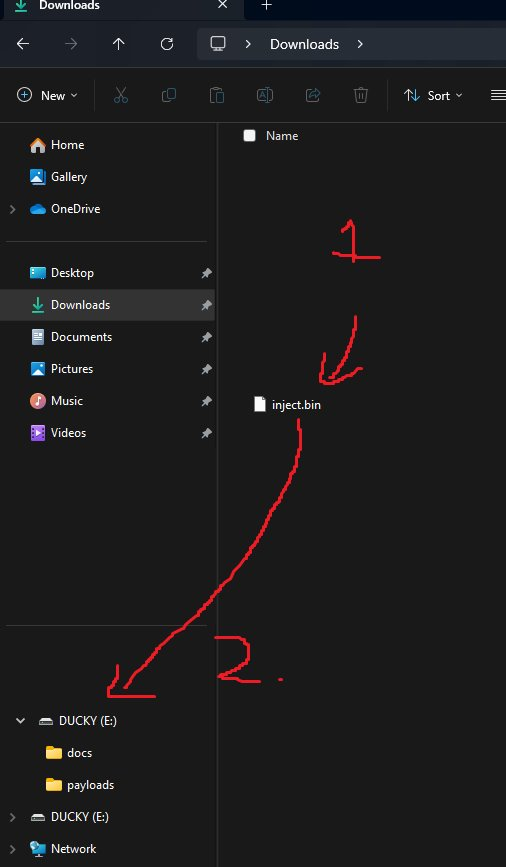 Downloads
Downloads
New
Sort
Home
Name
Gallery
OneDrive
1
Desktop
Downloads
Documents
Pictures
Music
inject.bin
Videos
2.
DUCKY (E:)
docs
payloads
DUCKY (E:)
Network